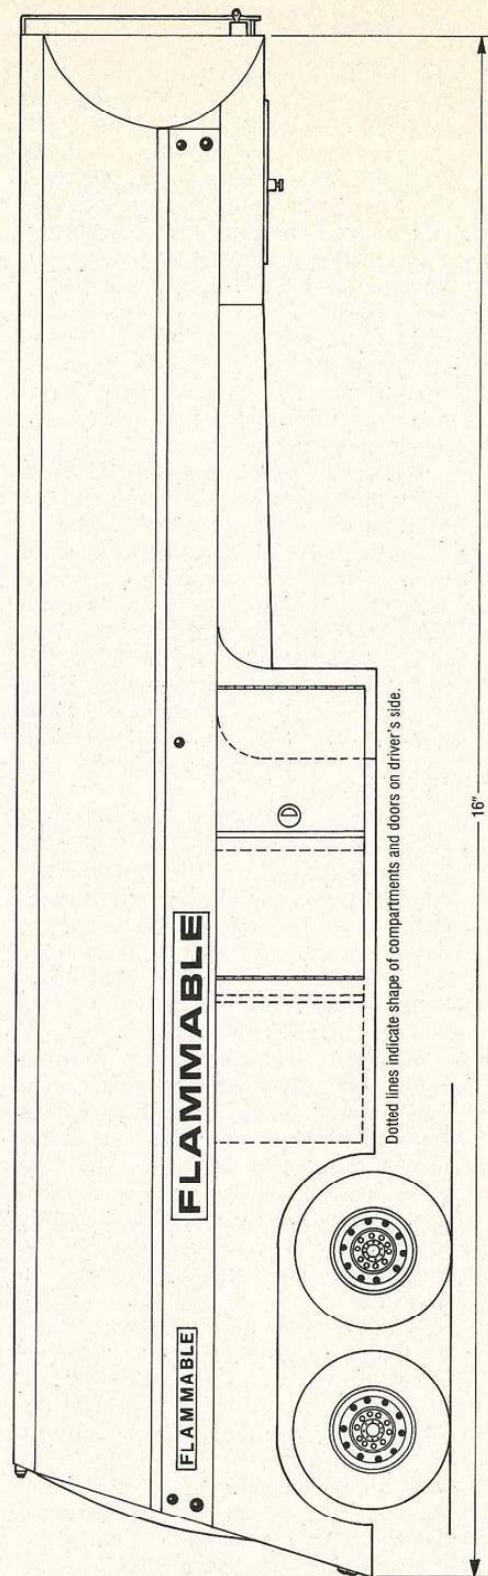 FLAMMABLE
FLAMMABLE
Dotted lines indicate shape of compartments and doors on driver's side.
16"